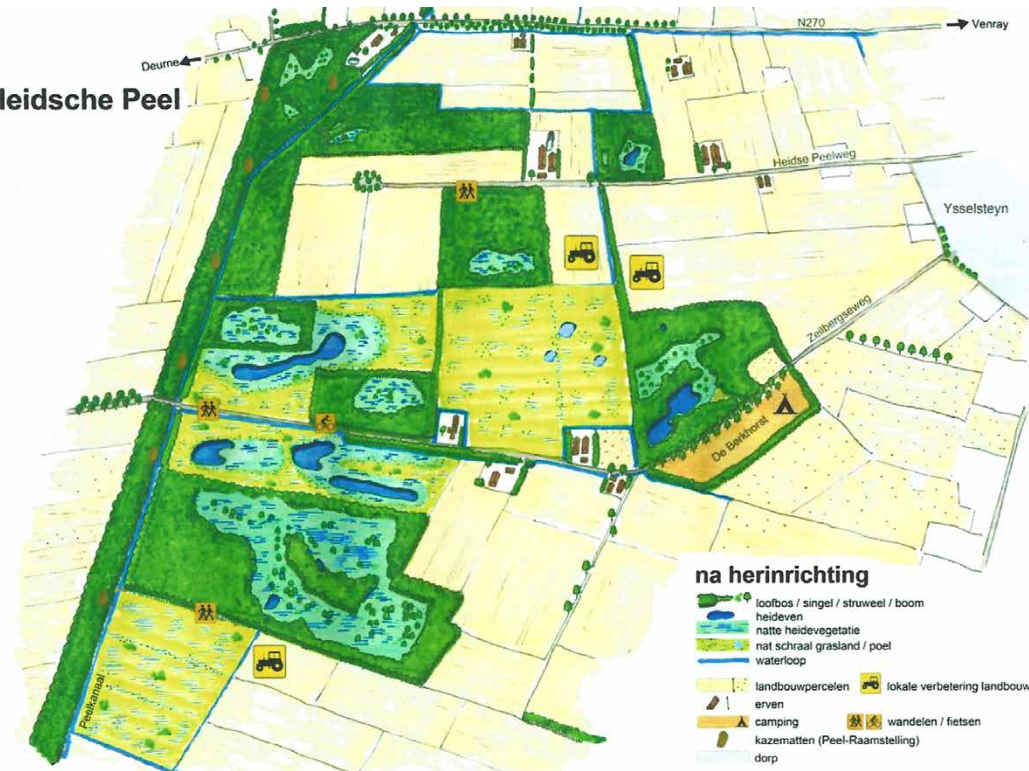 N270
Venray
Deurne
Heidsche Peel
Heidse Peelweg
Ysselsteyn
Zeilbergseweg
De Berkhorst
Peelkanaal
na herinrichting
loofbos / singel / struweel / boom
heideven
natte heidevegetatie
nat schraal grasland / poel
waterloop
landbouwpercelen
lokale verbetering landbouw
erven
camping
wandelen / fietsen
kazematten (Peel-Raamstelling)
dorp